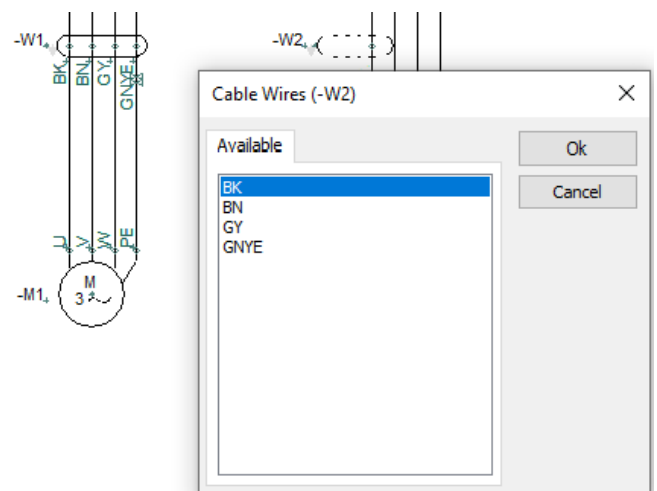 -W1
-W2
BK
BN
GY
GNYE
Cable Wires (-W2)
Available
Ok
BK
Cancel
BN
GY
GNYE
U
V
W
PE
-M1
M
3